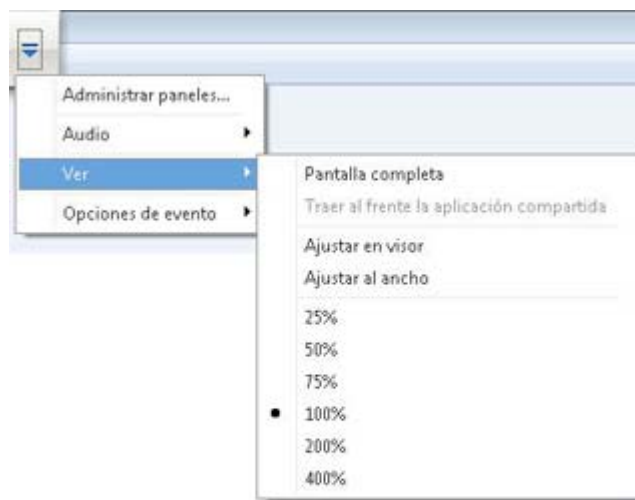 Administrar paneles...
Audio
Ver
Opciones de evento
Pantalla completa
Traer al frente la aplicación compartida
Ajustar en visor
Ajustar al ancho
25%
50%
75%
100%
200%
400%